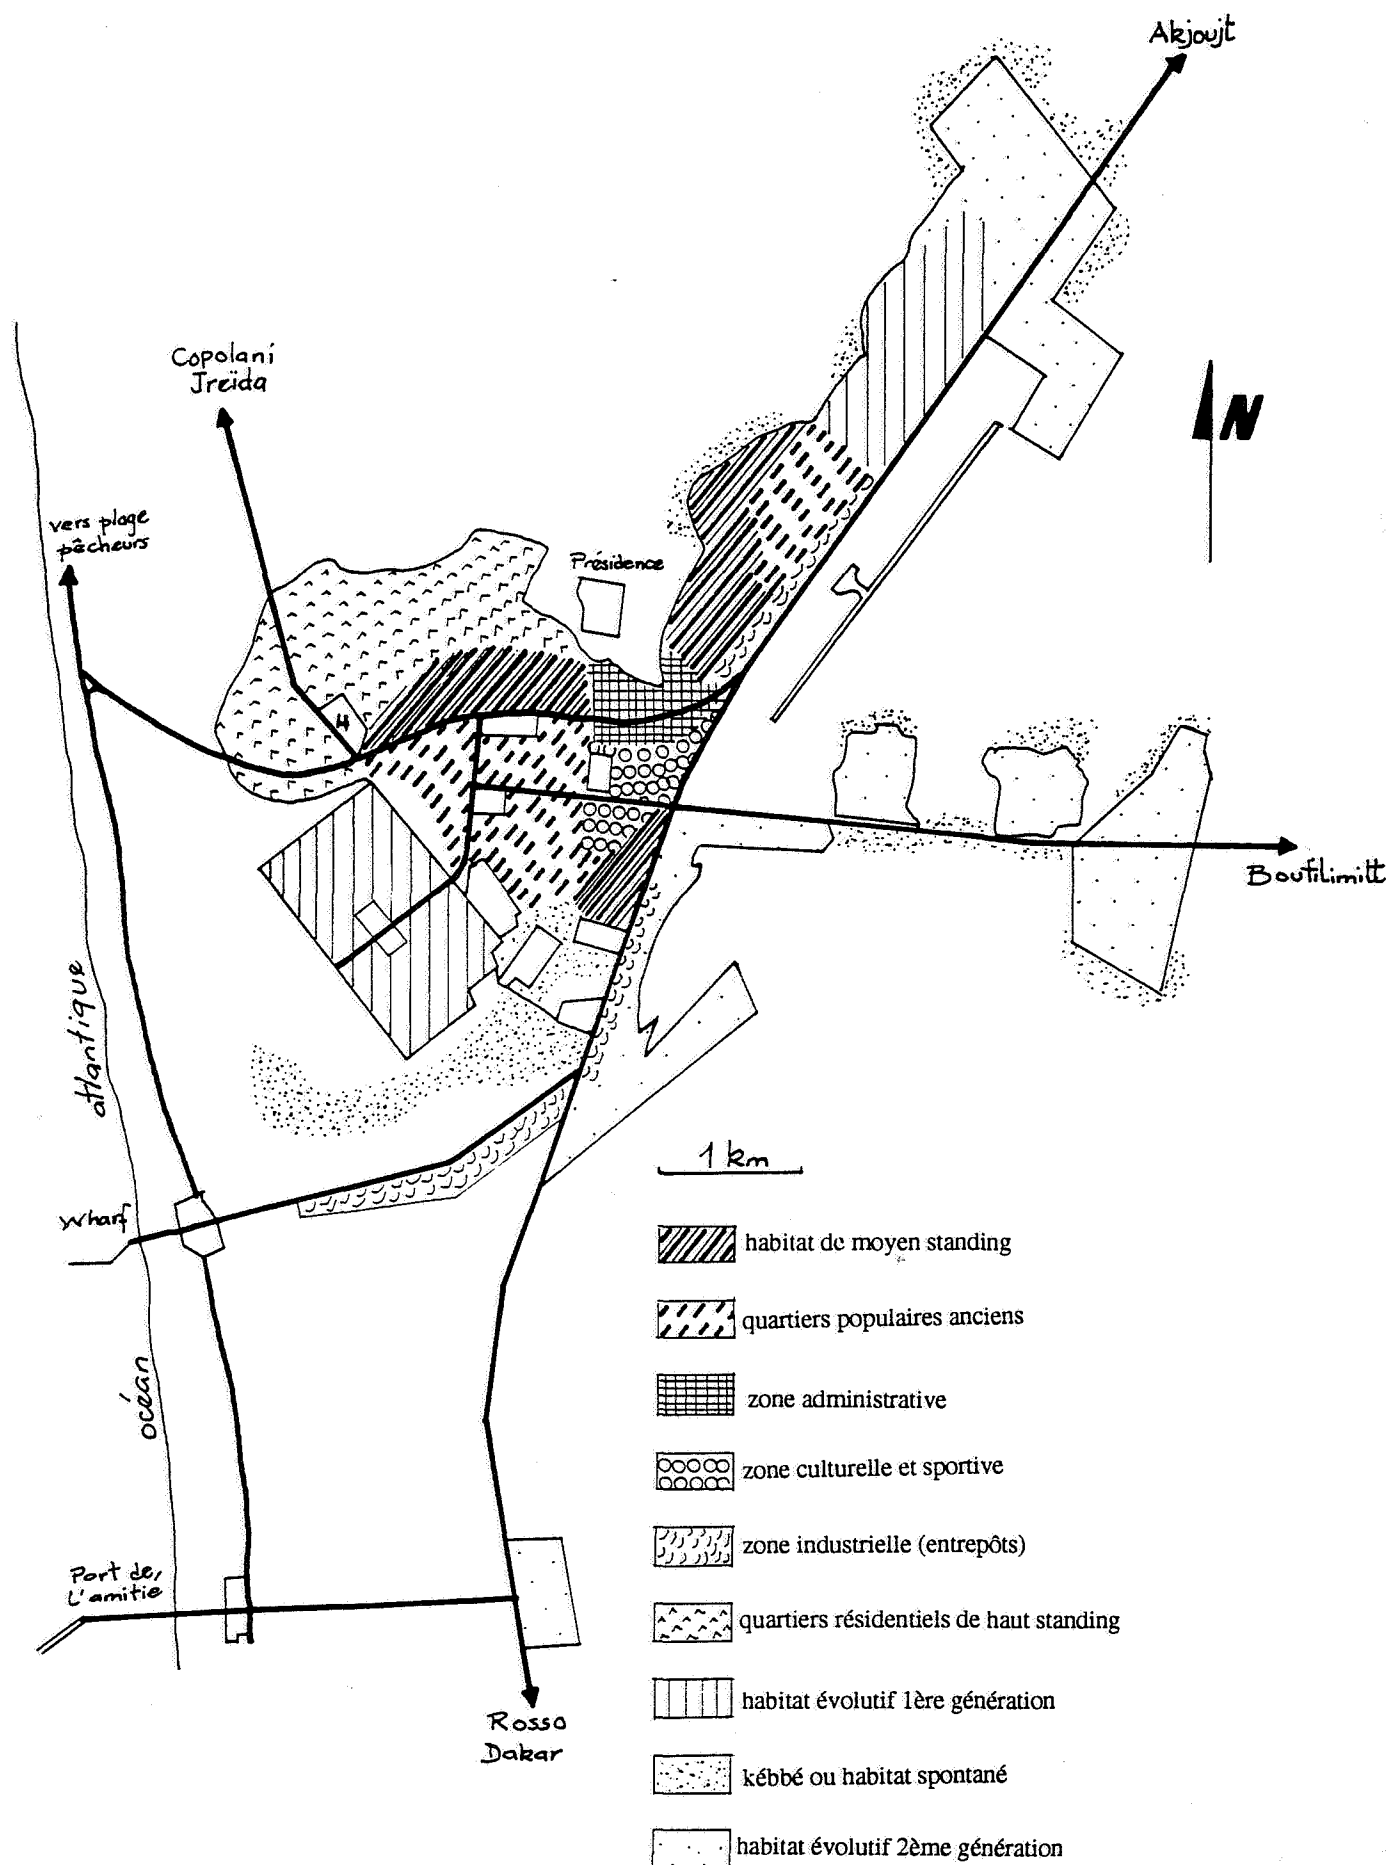 Akjoujt
Copolani
Jreïda
N
vers plage
pêcheurs
Présidence
H
Boutilimitt
atlantique
1 km
Wharf
habitat de moyen standing
quartiers populaires anciens
océan
zone administrative
zone culturelle et sportive
zone industrielle (entrepôts)
Port de
L'amitie
quartiers résidentiels de haut standing
habitat évolutif 1ère génération
Rosso
Dakar
kébbé ou habitat spontané
habitat évolutif 2ème génération